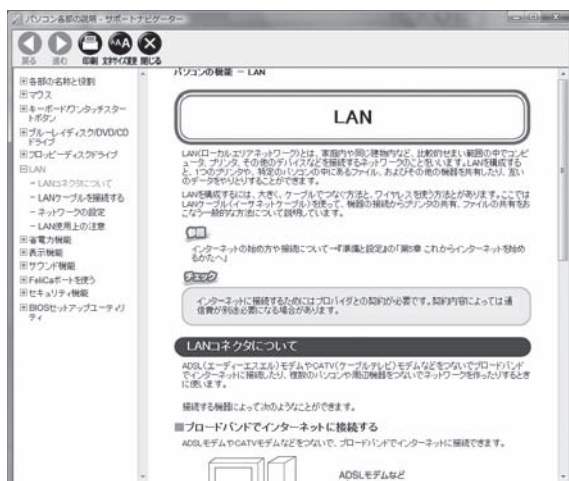 パソコン各部の説明 - サポートナビゲーター
戻る 進む 印刷 文字サイズ変更 閉じる
各部の名称と役割
マウス
キーボード/ワンタッチスター
トボタン
ブルーレイディスク/DVD/CD
ドライブ
フロッピーディスクドライブ
LAN
- LANコネクタについて
- LANケーブルを接続する
- ネットワークの設定
- LAN使用上の注意
省電力機能
表示機能
サウンド機能
FeliCaポートを使う
セキュリティ機能
BIOSセットアップユーティリ
ティ
パソコンの機能 - LAN
LAN
LAN(ローカルエリアネットワーク)とは、家庭内や同じ建物内など、比較的せまい範囲の中でコンピ
ュータ、プリンタ、その他のデバイスなどを接続するネットワークのことをいいます。LANを構成する
と、1つのプリンタや、特定のパソコンの中にあるファイル、およびその他の機器を共有したり、互い
のデータをやりとりすることができます。
LANを構成するには、大きく、ケーブルでつなぐ方法と、ワイヤレスを使う方法とがあります。ここでは
LANケーブル(イーサネットケーブル)を使って、機器の接続からプリンタの共有、ファイルの共有をお
こなう一般的な方法について説明しています。
インターネットの始め方や接続について→『準備と設定』の「第5章 これからインターネットを始め
るかたへ」
チェック
インターネットに接続するためにはプロバイダとの契約が必要です。契約内容によっては通
信費が別途必要になる場合があります。
LANコネクタについて
ADSL(エーディーエスエル)モデムやCATV(ケーブルテレビ)モデムなどをつないでブロードバンド
でインターネットに接続したり、複数のパソコンや周辺機器をつないでネットワークを作ったりするとき
に使います。
接続する機器によって次のようなことができます。
■ブロードバンドでインターネットに接続する
ADSLモデムやCATVモデムなどをつないで、ブロードバンドでインターネットに接続できます。
ADSLモデムなど